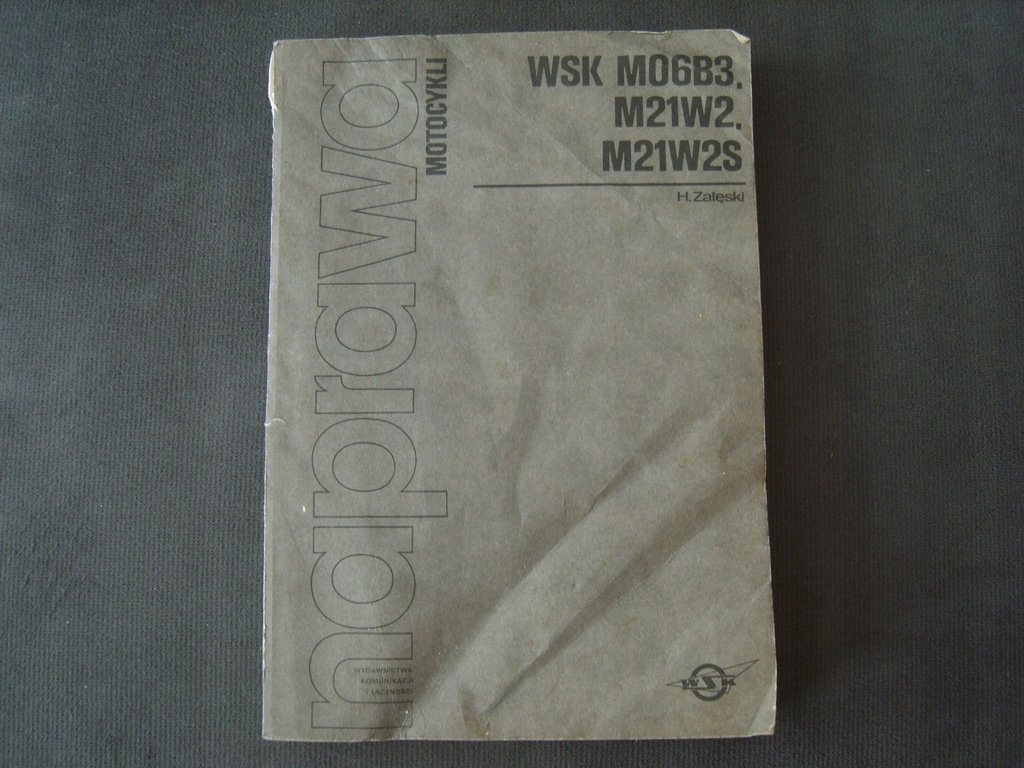 naprawa
MOTOCYKLI
WSK M06B3.
M21W2.
M21W2S
H. Załęski
WYDAWNICTWA
KOMUNIKACJI
I ŁĄCZNOŚCI
WSK